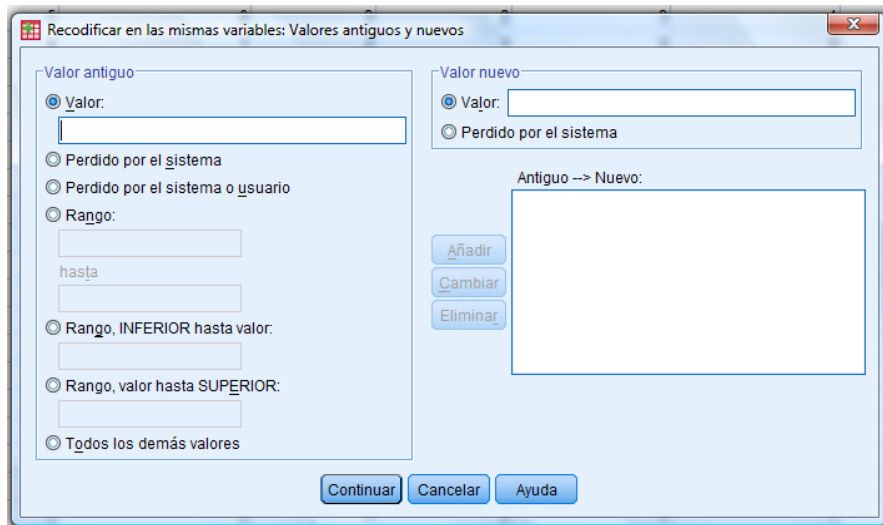 Recodificar en las mismas variables: Valores antiguos y nuevos
Valor antiguo
Valor:
Perdido por el sistema
Perdido por el sistema o usuario
Rango:
hasta
Rango, INFERIOR hasta valor:
Rango, valor hasta SUPERIOR:
Todos los demás valores
Valor nuevo
Valor:
Perdido por el sistema
Antiguo --> Nuevo:
Añadir
Cambiar
Eliminar
Continuar
Cancelar
Ayuda